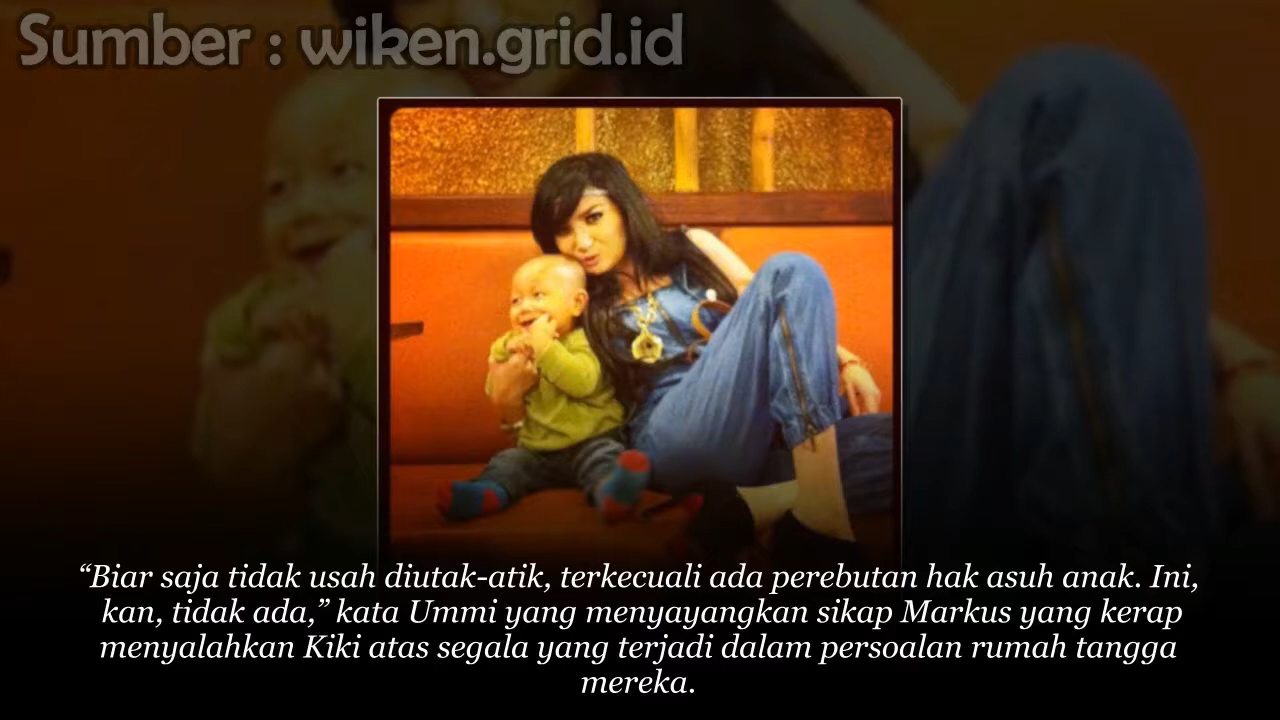 Sumber : wiken.grid.id
“Biar saja tidak usah diutak-atik, terkecuali ada perebutan hak asuh anak. Ini,
kan, tidak ada,” kata Ummi yang menyayangkan sikap Markus yang kerap
menyalahkan Kiki atas segala yang terjadi dalam persoalan rumah tangga
mereka.